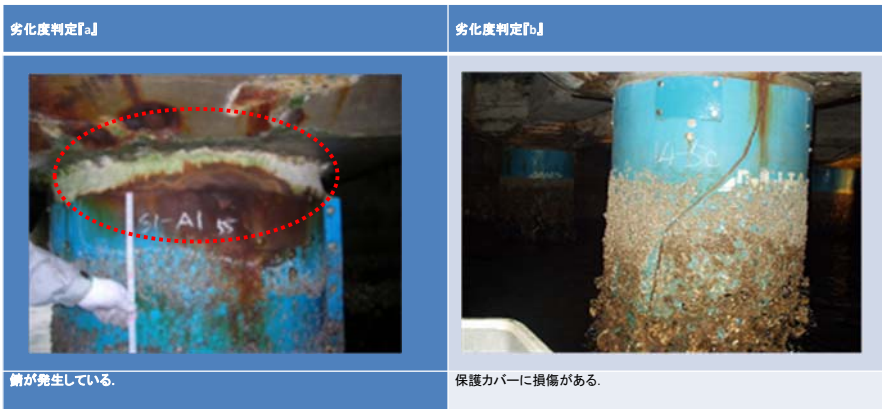 劣化度判定『a』
劣化度判定『b』
S1-A1 55
A-5C
錆が発生している.
保護カバーに損傷がある.